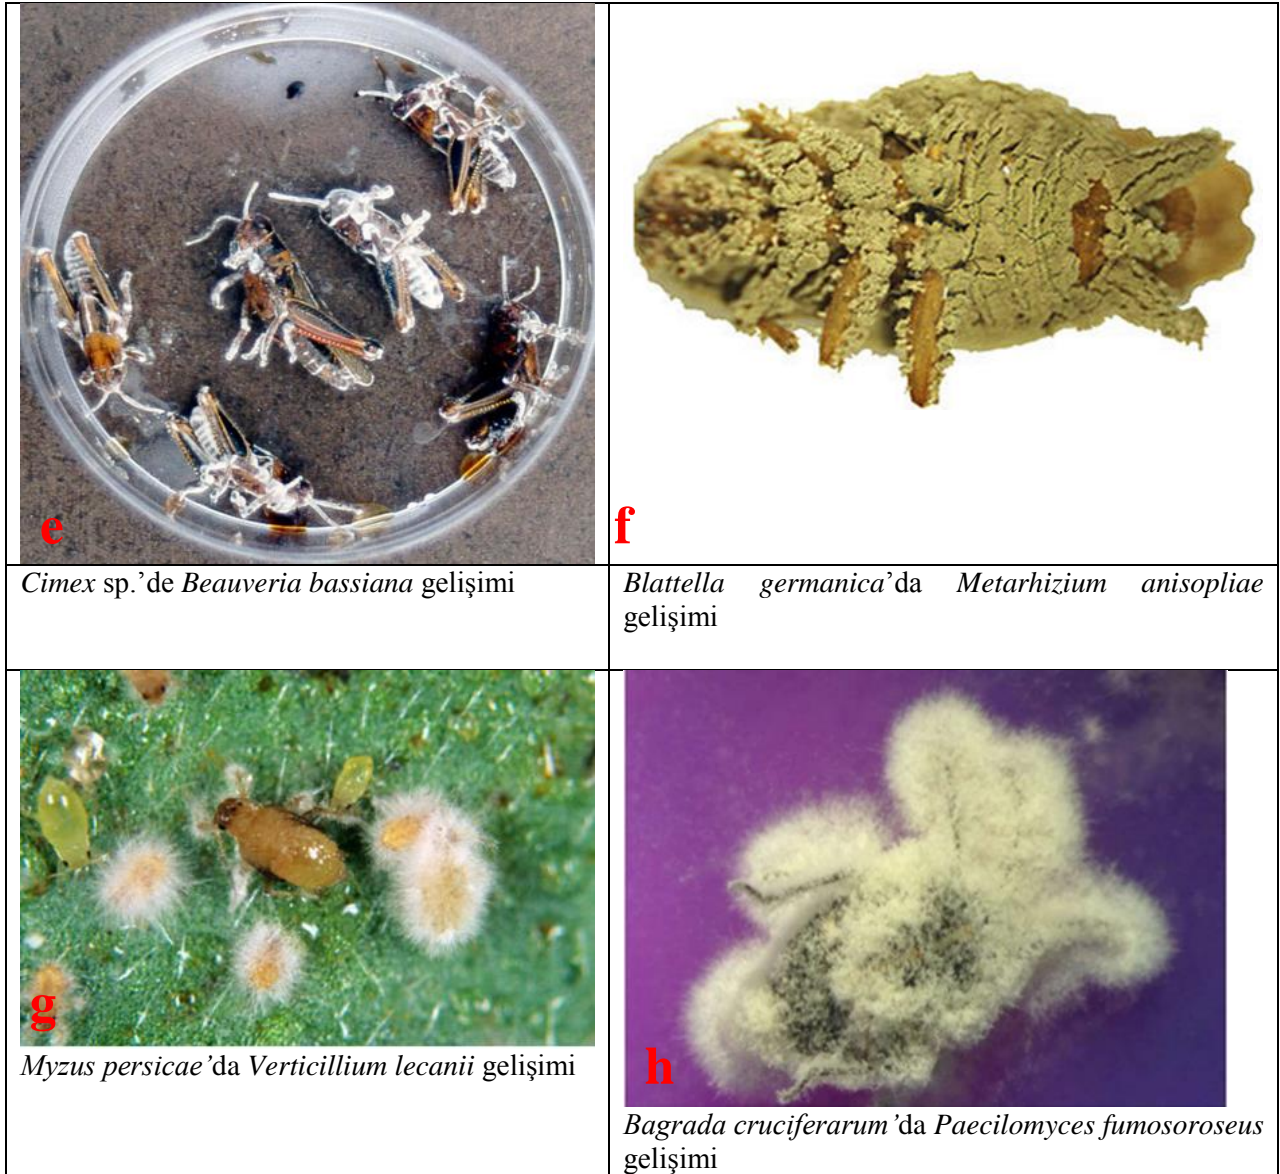 e
f
Cimex sp.’de Beauveria bassiana gelişimi
Blattella germanica’da Metarhizium anisopliae
gelişimi
g
h
Myzus persicae’da Verticillium lecanii gelişimi
Bagrada cruciferarum’da Paecilomyces fumosoroseus
gelişimi